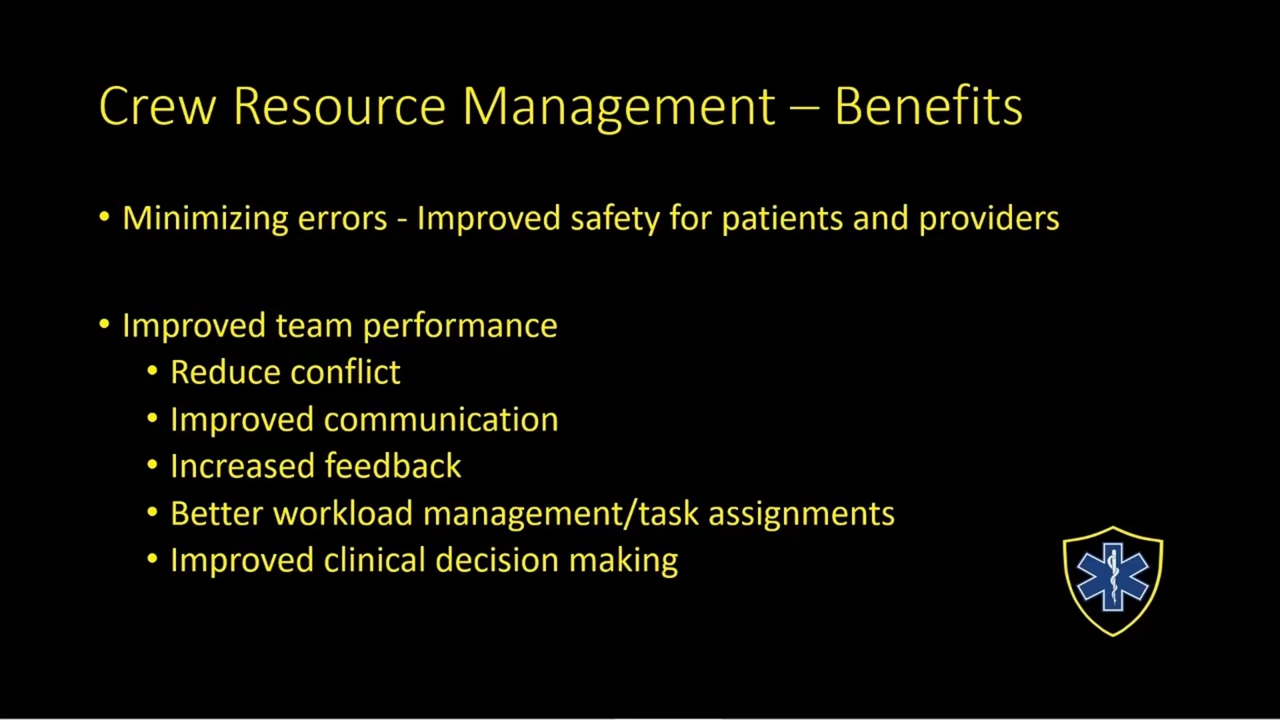 Crew Resource Management – Benefits
• Minimizing errors - Improved safety for patients and providers
• Improved team performance
• Reduce conflict
• Improved communication
• Increased feedback
• Better workload management/task assignments
• Improved clinical decision making